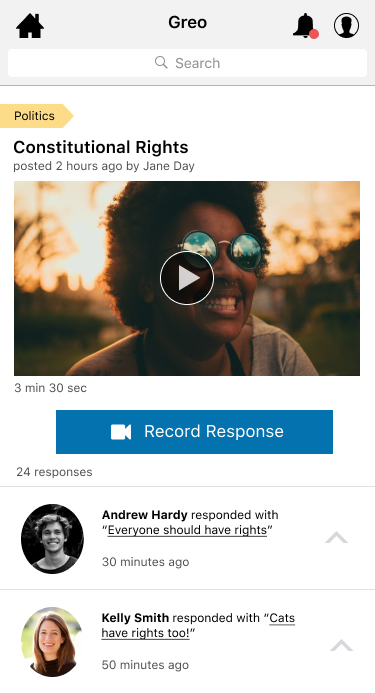 Greo
Search
Politics
Constitutional Rights
posted 2 hours ago by Jane Day
3 min 30 sec
Record Response
24 responses
Andrew Hardy responded with
“Everyone should have rights”
30 minutes ago
Kelly Smith responded with “Cats
have rights too!”
50 minutes ago